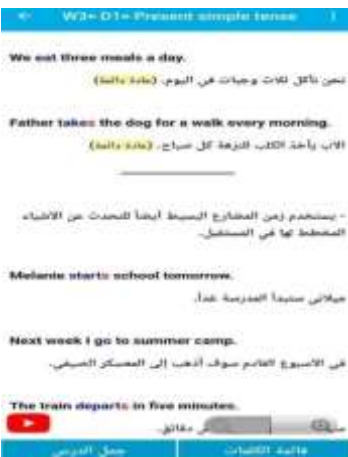 W3- D1- Present simple tense
We eat three meals a day.
نحن نأكل ثلاث وجبات في اليوم. (عادة دائمة)
Father takes the dog for a walk every morning.
الاب يأخذ الكلب للنزهة كل صباح. (عادة دائمة)
- يستخدم زمن المضارع البسيط أيضاً للتحدث عن الأشياء
المخطط لها في المستقبل.
Melanie starts school tomorrow.
ميلاني ستبدأ المدرسة غداً.
Next week I go to summer camp.
في الاسبوع القادم سوف أذهب إلى المعسكر الصيفي.
The train departs in five minutes.
دقائق.
جمل الدرس
قائمة الكلمات